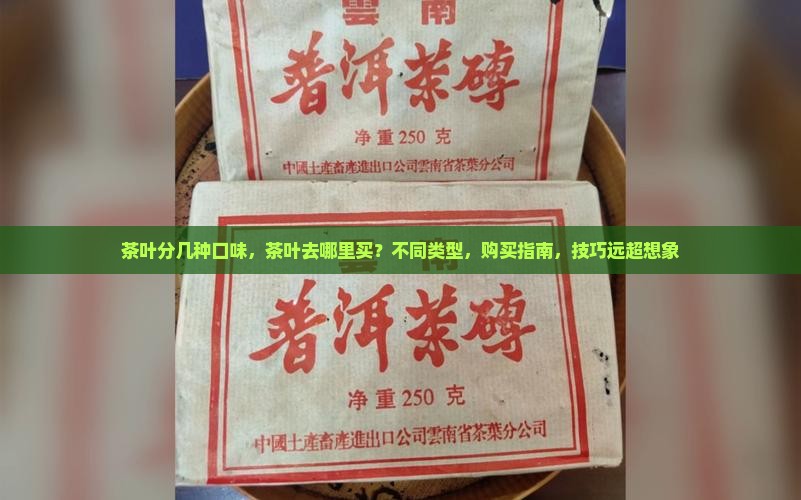 雲 南
普洱茶磚
净重250 克
中國土產畜產進出口公司雲南省茶葉分公司
茶叶分几种口味，茶叶去哪里买？不同类型，购买指南，技巧远超想象
雲 南
普洱茶磚
净重250 克
中國土產畜產進出口公司雲南省茶葉分公司